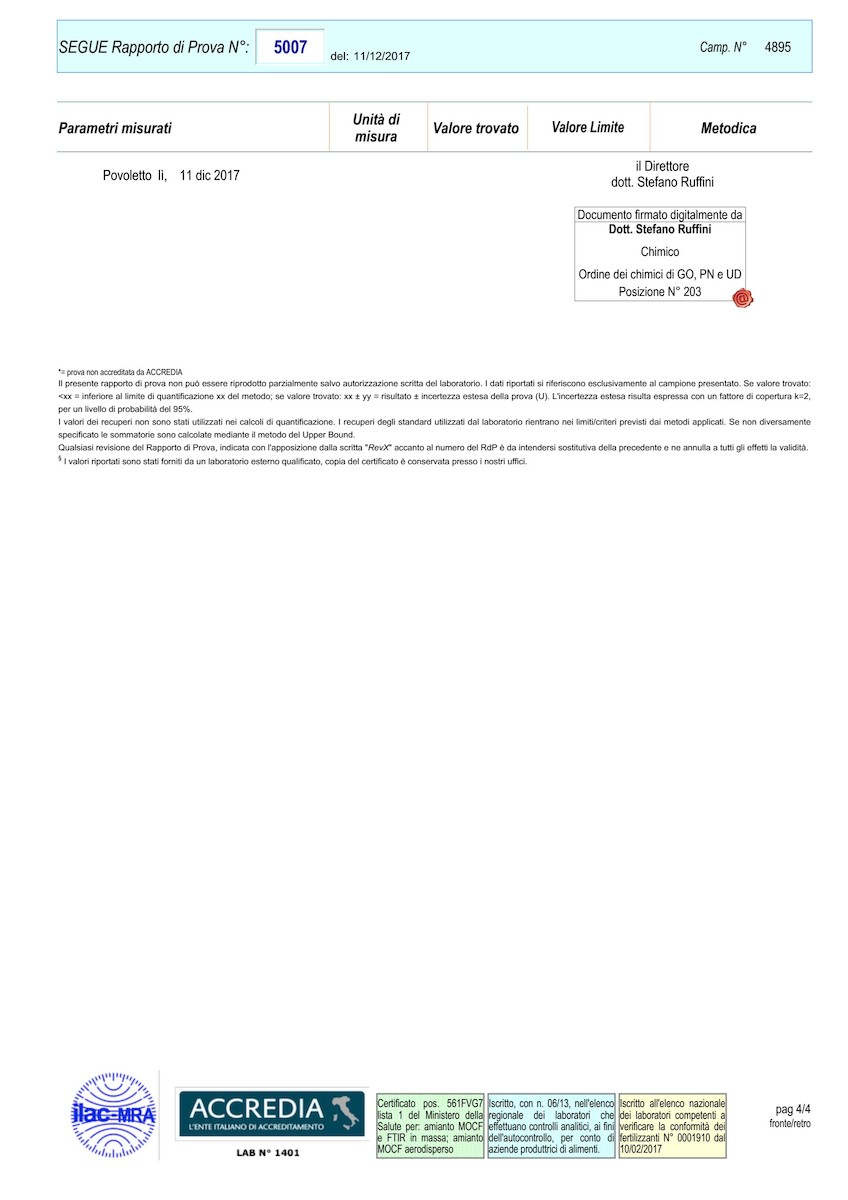 SEGUE Rapporto di Prova N°: 5007 del: 11/12/2017 Camp. N° 4895
Parametri misurati Unità di misura Valore trovato Valore Limite Metodica
Povoletto lì, 11 dic 2017
il Direttore
dott. Stefano Ruffini
Documento firmato digitalmente da
Dott. Stefano Ruffini
Chimico
Ordine dei chimici di GO, PN e UD
Posizione N° 203
*= prova non accreditata da ACCREDIA
Il presente rapporto di prova non può essere riprodotto parzialmente salvo autorizzazione scritta del laboratorio. I dati riportati si riferiscono esclusivamente al campione presentato. Se valore trovato:
<xx = inferiore al limite di quantificazione xx del metodo; se valore trovato: xx ± yy = risultato ± incertezza estesa della prova (U). L'incertezza estesa risulta espressa con un fattore di copertura k=2,
per un livello di probabilità del 95%.
I valori dei recuperi non sono stati utilizzati nei calcoli di quantificazione. I recuperi degli standard utilizzati dal laboratorio rientrano nei limiti/criteri previsti dai metodi applicati. Se non diversamente
specificato le sommatorie sono calcolate mediante il metodo del Upper Bound.
Qualsiasi revisione del Rapporto di Prova, indicata con l'apposizione dalla scritta "RevX" accanto al numero del RdP è da intendersi sostitutiva della precedente e ne annulla a tutti gli effetti la validità.
§ I valori riportati sono stati forniti da un laboratorio esterno qualificato, copia del certificato è conservata presso i nostri uffici.
ilac-MRA
ACCREDIA
L'ENTE ITALIANO DI ACCREDITAMENTO
LAB N° 1401
Certificato pos. 561FVG7
lista 1 del Ministero della
Salute per: amianto MOCF
e FTIR in massa; amianto
MOCF aerodisperso
Iscritto, con n. 06/13, nell'elenco
regionale dei laboratori che
effettuano controlli analitici, ai fini
dell'autocontrollo, per conto di
aziende produttrici di alimenti.
Iscritto all'elenco nazionale
dei laboratori competenti a
verificare la conformità dei
fertilizzanti N° 0001910 dal
10/02/2017
pag 4/4
fronte/retro